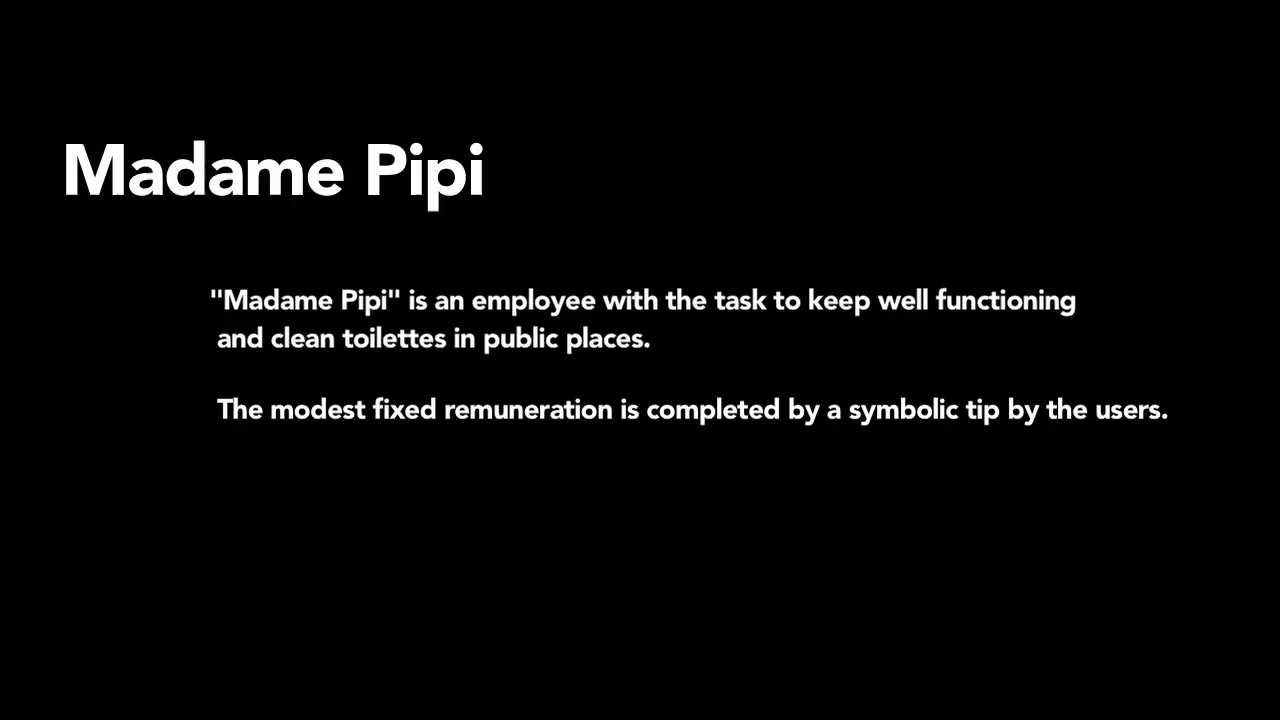 Madame Pipi
"Madame Pipi" is an employee with the task to keep well functioning
and clean toilettes in public places.
The modest fixed remuneration is completed by a symbolic tip by the users.